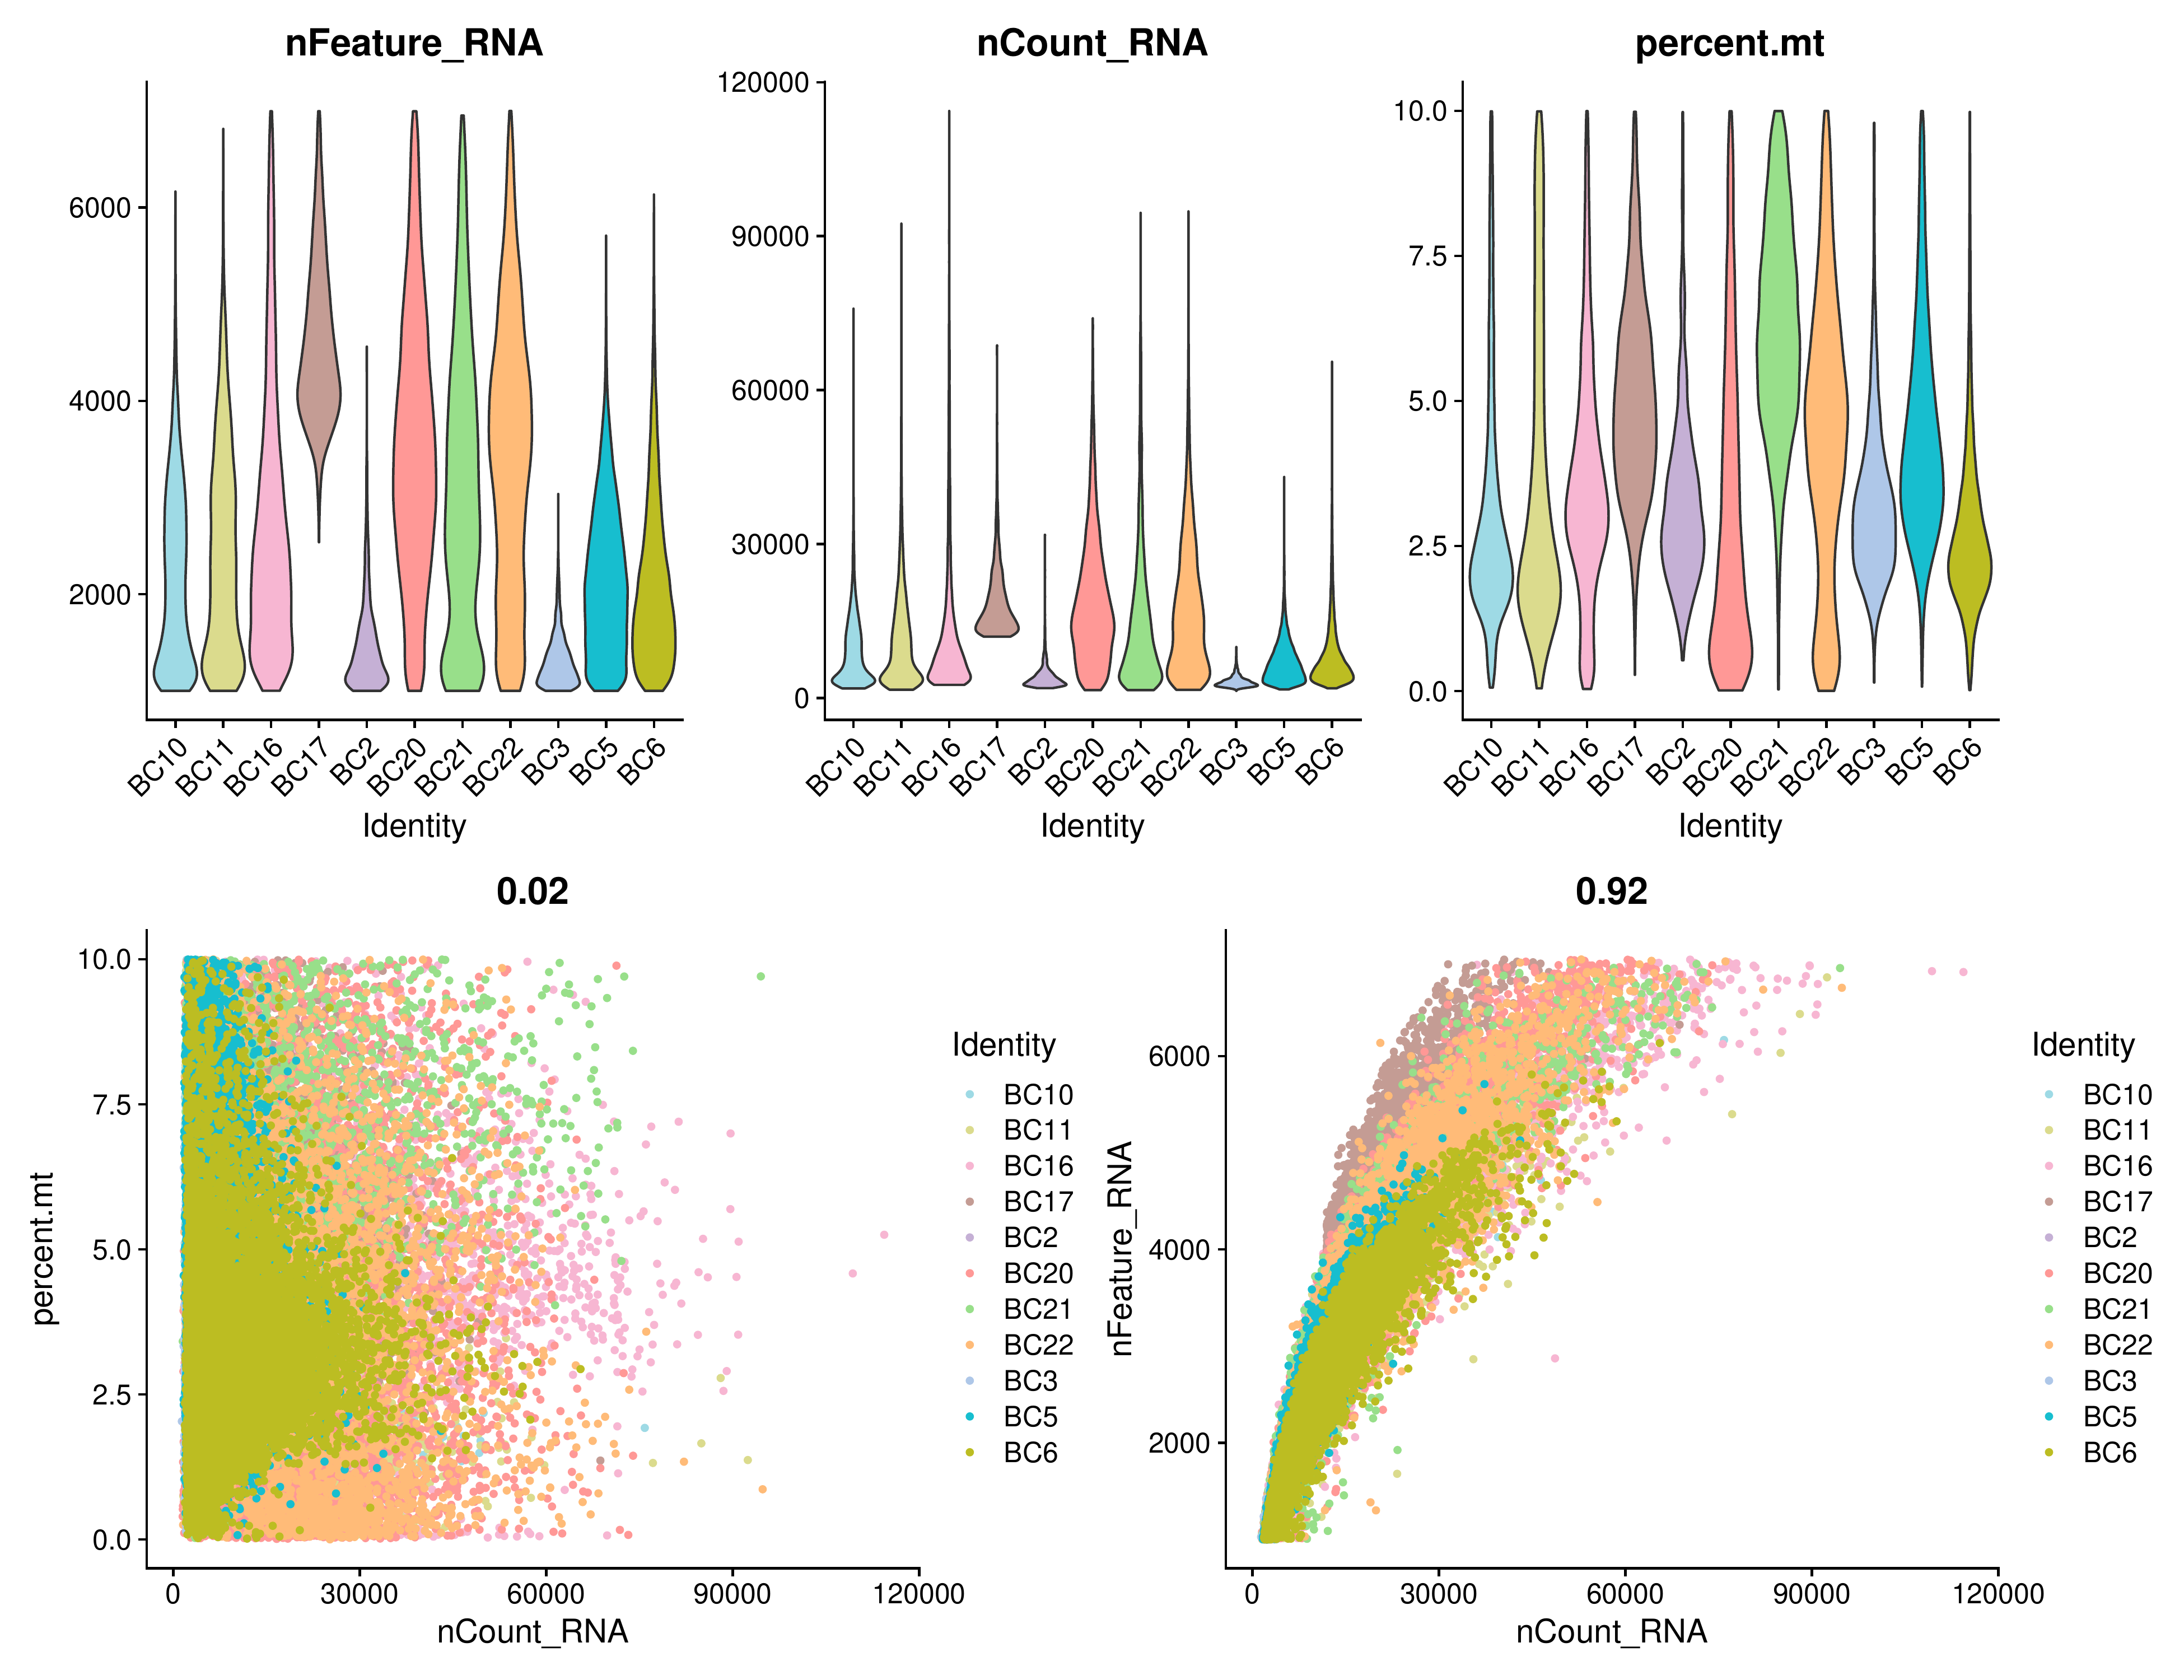 nFeature_RNA
6000
4000
2000
BC10
BC11
BC16
BC17
BC2
BC20
BC21
BC22
BC3
BC5
BC6
Identity
nCount_RNA
120000
90000
60000
30000
0
BC10
BC11
BC16
BC17
BC2
BC20
BC21
BC22
BC3
BC5
BC6
Identity
percent.mt
10.0
7.5
5.0
2.5
0.0
BC10
BC11
BC16
BC17
BC2
BC20
BC21
BC22
BC3
BC5
BC6
Identity
0.02
percent.mt
10.0
7.5
5.0
2.5
0.0
0
30000
60000
90000
120000
nCount_RNA
Identity
BC10
BC11
BC16
BC17
BC2
BC20
BC21
BC22
BC3
BC5
BC6
0.92
nFeature_RNA
6000
4000
2000
0
30000
60000
90000
120000
nCount_RNA
Identity
BC10
BC11
BC16
BC17
BC2
BC20
BC21
BC22
BC3
BC5
BC6